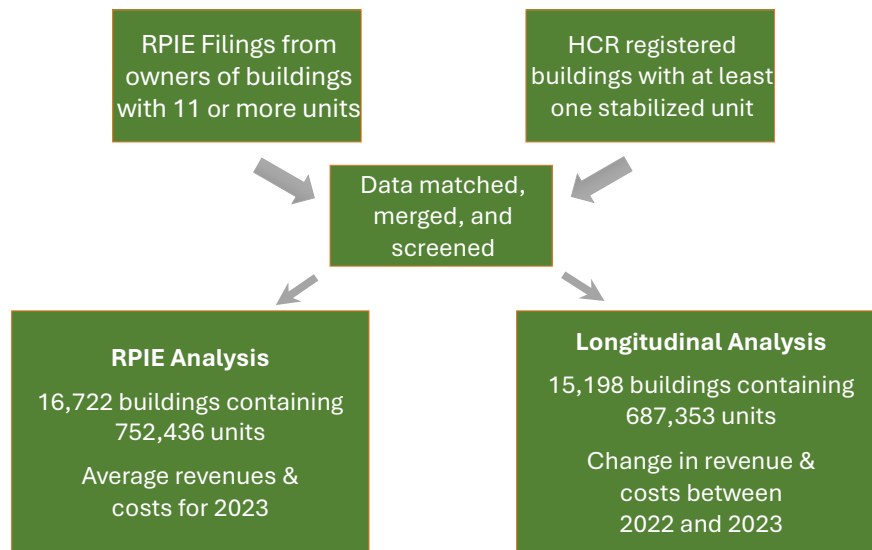 RPIE Filings from
owners of buildings
with 11 or more units
HCR registered
buildings with at least
one stabilized unit
Data matched,
merged, and
screened
RPIE Analysis
16,722 buildings containing
752,436 units
Average revenues &
costs for 2023
Longitudinal Analysis
15,198 buildings containing
687,353 units
Change in revenue &
costs between
2022 and 2023